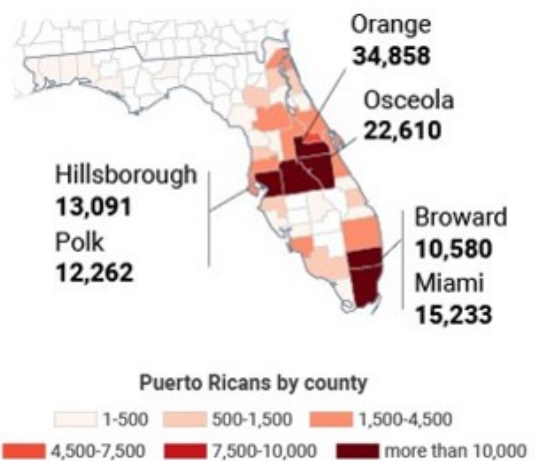 Orange
34,858
Osceola
22,610
Hillsborough
13,091
Polk
12,262
Broward
10,580
Miami
15,233
Puerto Ricans by county
1-500 500-1,500 1,500-4,500
4,500-7,500 7,500-10,000 more than 10,000